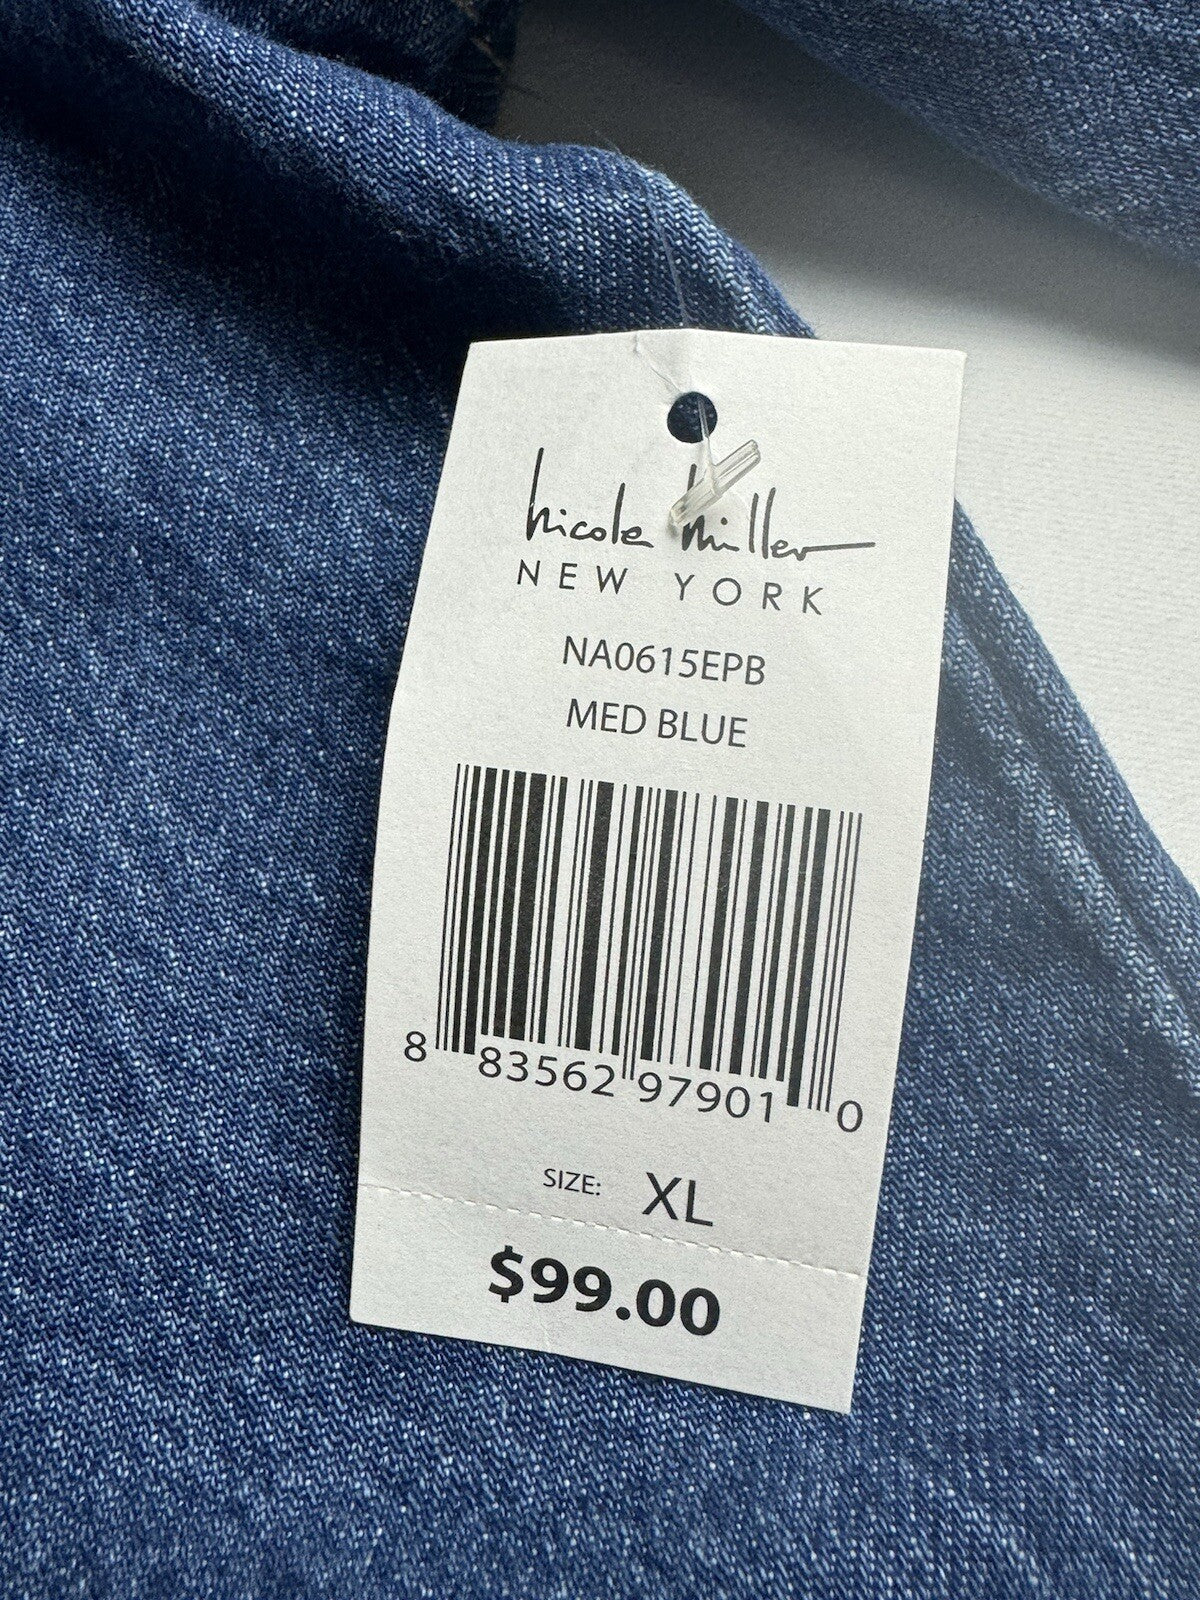 Nicole Miller
NEW YORK
NA0615EPB
MED BLUE
8 83562 97901 0
SIZE: XL
$99.00